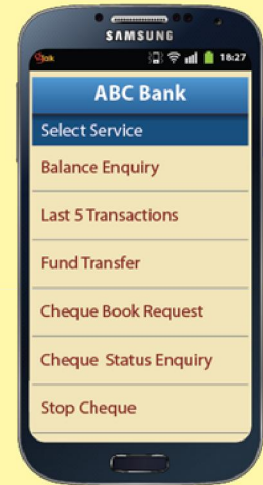 SAMSUNG
18:27
ABC Bank
Select Service
Balance Enquiry
Last 5 Transactions
Fund Transfer
Cheque Book Request
Cheque Status Enquiry
Stop Cheque